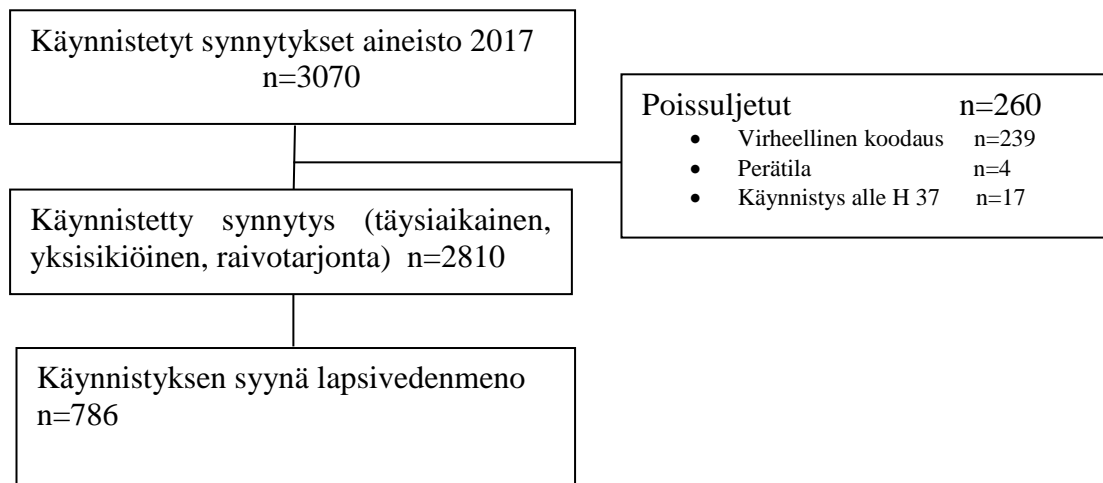 Käynnistetyt synnytykset aineisto 2017
n=3070
Poissuljetut n=260
• Virheellinen koodaus n=239
• Perätila n=4
• Käynnistys alle H 37 n=17
Käynnistetty synnytys (täysiaikainen,
yksisikiöinen, raivotarjonta) n=2810
Käynnistyksen syynä lapsivedenmeno
n=786